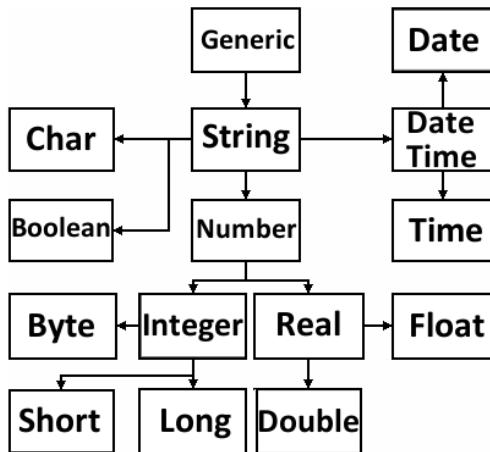 Generic
Date
Char
String
Date
Time
Boolean
Number
Time
Byte
Integer
Real
Float
Short
Long
Double